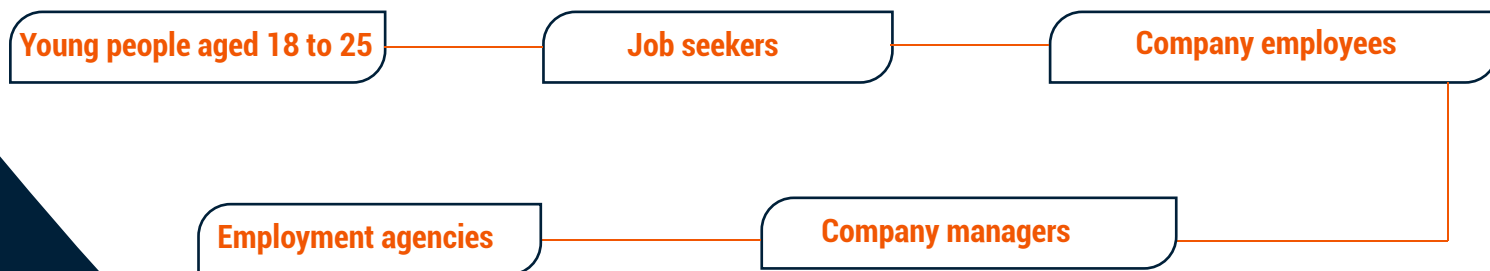 Young people aged 18 to 25
Job seekers
Company employees
Employment agencies
Company managers